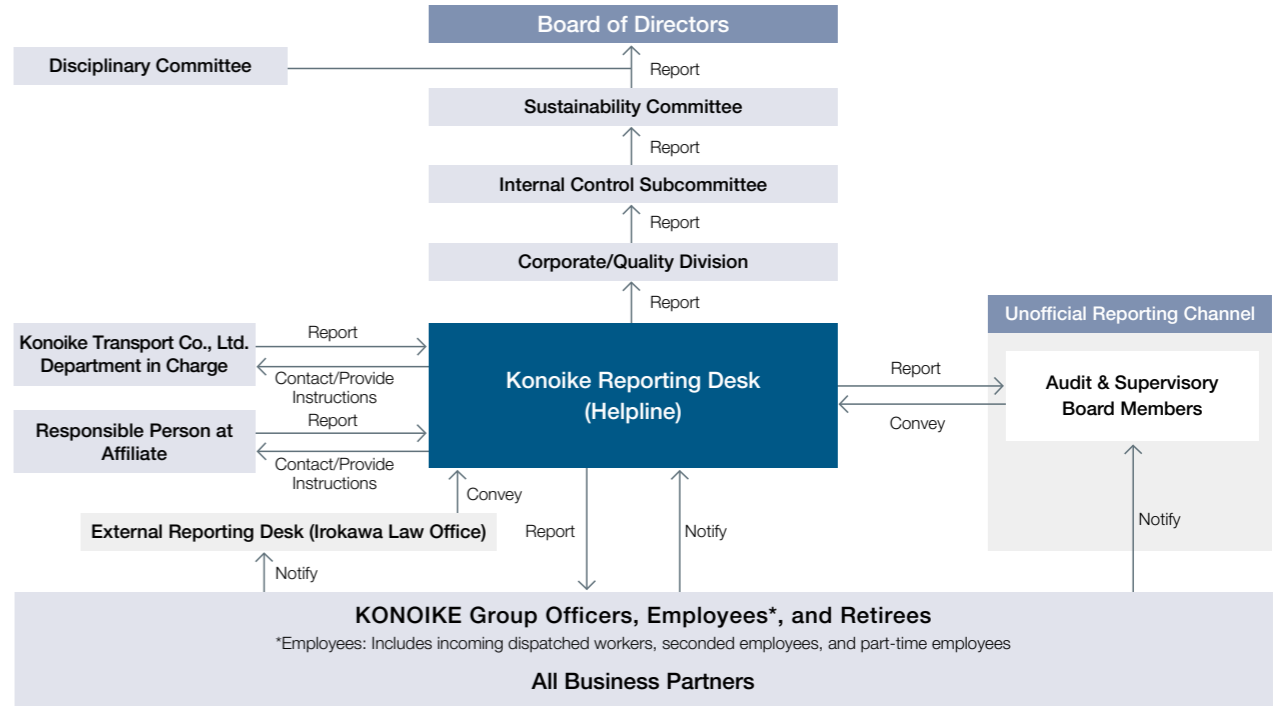 Board of Directors
Disciplinary Committee
Report
Sustainability Committee
Report
Internal Control Subcommittee
Report
Corporate/Quality Division
Report
Unofficial Reporting Channel
Konoike Transport Co., Ltd.
Department in Charge
Report
Contact/Provide
Instructions
Konoike Reporting Desk
(Helpline)
Report
Convey
Audit & Supervisory
Board Members
Responsible Person at
Affiliate
Report
Contact/Provide
Instructions
Convey
External Reporting Desk (Irokawa Law Office)
Report
Notify
Notify
Notify
KONOIKE Group Officers, Employees*, and Retirees
*Employees: Includes incoming dispatched workers, seconded employees, and part-time employees
All Business Partners